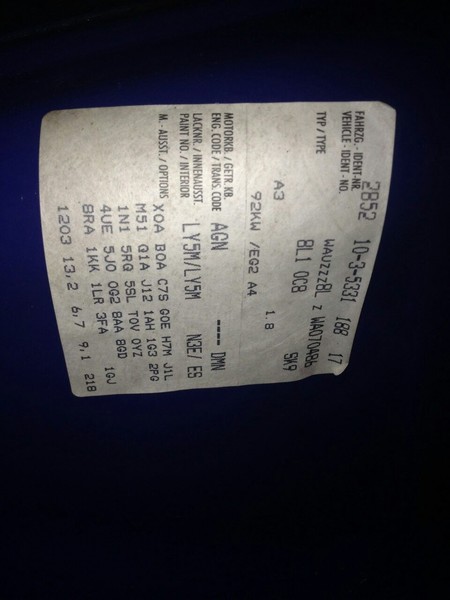 2B52 10-3-5331 168 17
FAHRZG.-IDENT-NR.
VEHICLE-IDENT-NO.
WAUZZZ8L Z WA070486
TYP / TYPE
8L1 0C8 5K9
A3 1.8
92KW /EG2 A4
MOTORKB. / GETR.KB.
ENG.CODE / TRANS.CODE
AGN ---- DMN
LACKNR. / INNENAUSST.
PAINT NO. / INTERIOR
LY5M/LY5M N3E/ ES
M.-AUSST. / OPTIONS
X0A B0A C7S G0E H7M J1L
M51 Q1A J12 1AH 1G3 2PG
1N1 5RQ 5SL T0V 0YZ
4UE 5J0 0G2 8AA 8GD 1GJ
8RA 1KK 1LR 3FA
1203 13,2 6,7 9,1 218